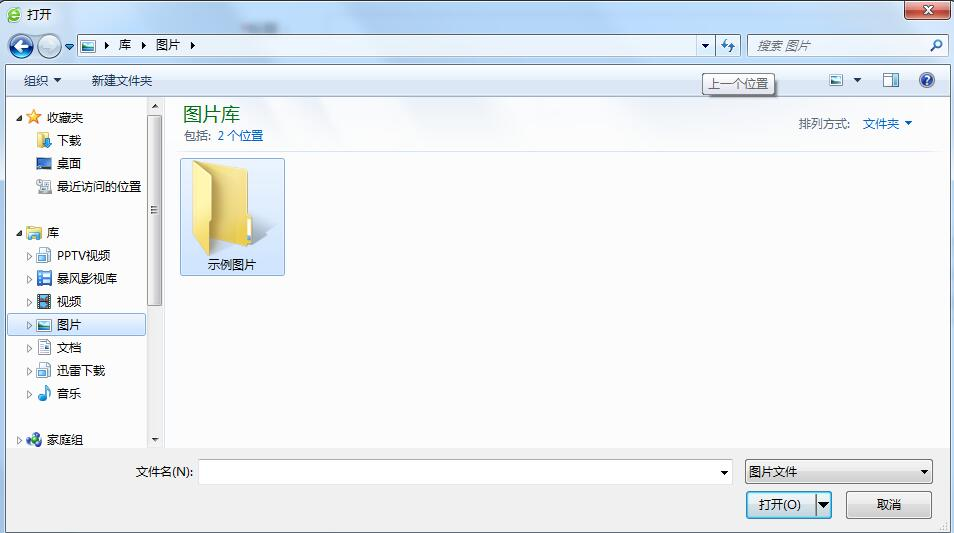 打开
库 图片
搜索 图片
组织 新建文件夹
上一个位置
收藏夹
下载
桌面
最近访问的位置
库
PPTV视频
暴风影视库
视频
图片
文档
迅雷下载
音乐
家庭组
图片库
包括: 2 个位置
排列方式: 文件夹
示例图片
文件名(N):
图片文件
打开(O) 取消